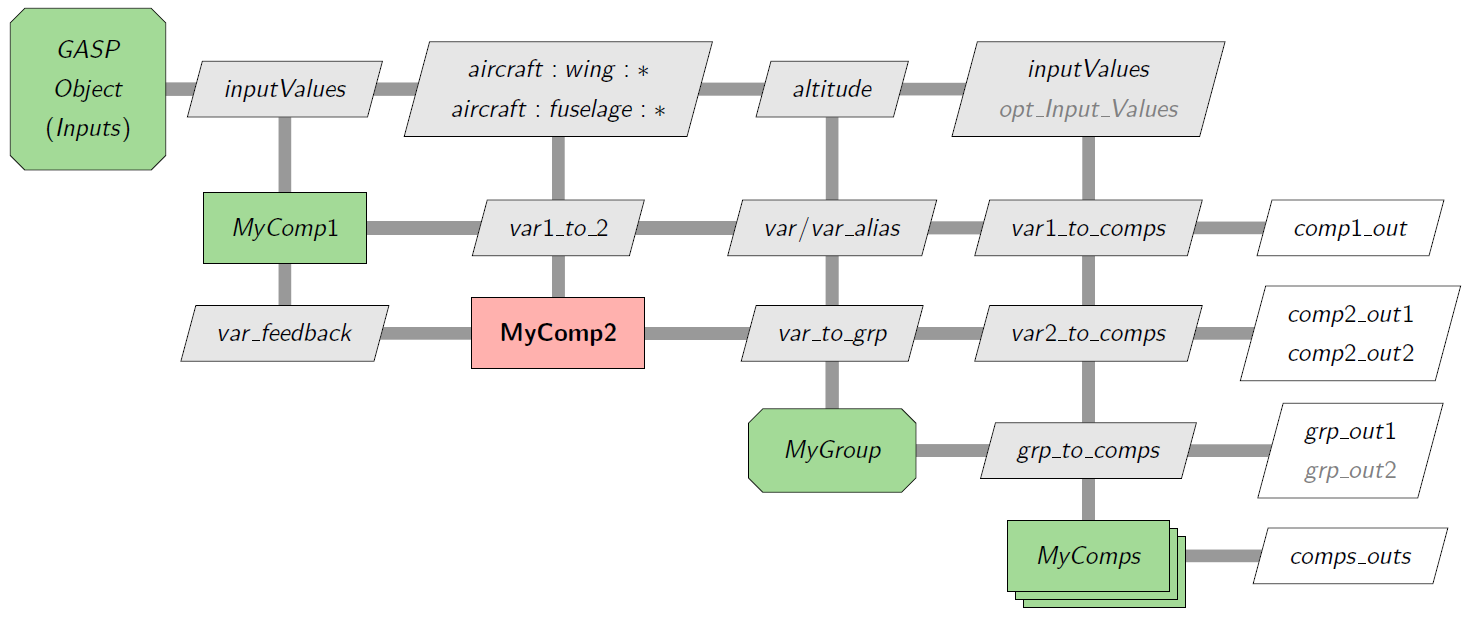 GASP
Object
(Inputs)
inputValues
aircraft : wing : *
aircraft : fuselage : *
altitude
inputValues
opt_Input_Values
MyComp1
var1_to_2
var/var_alias
var1_to_comps
comp1_out
var_feedback
MyComp2
var_to_grp
var2_to_comps
comp2_out1
comp2_out2
MyGroup
grp_to_comps
grp_out1
grp_out2
MyComps
comps_outs